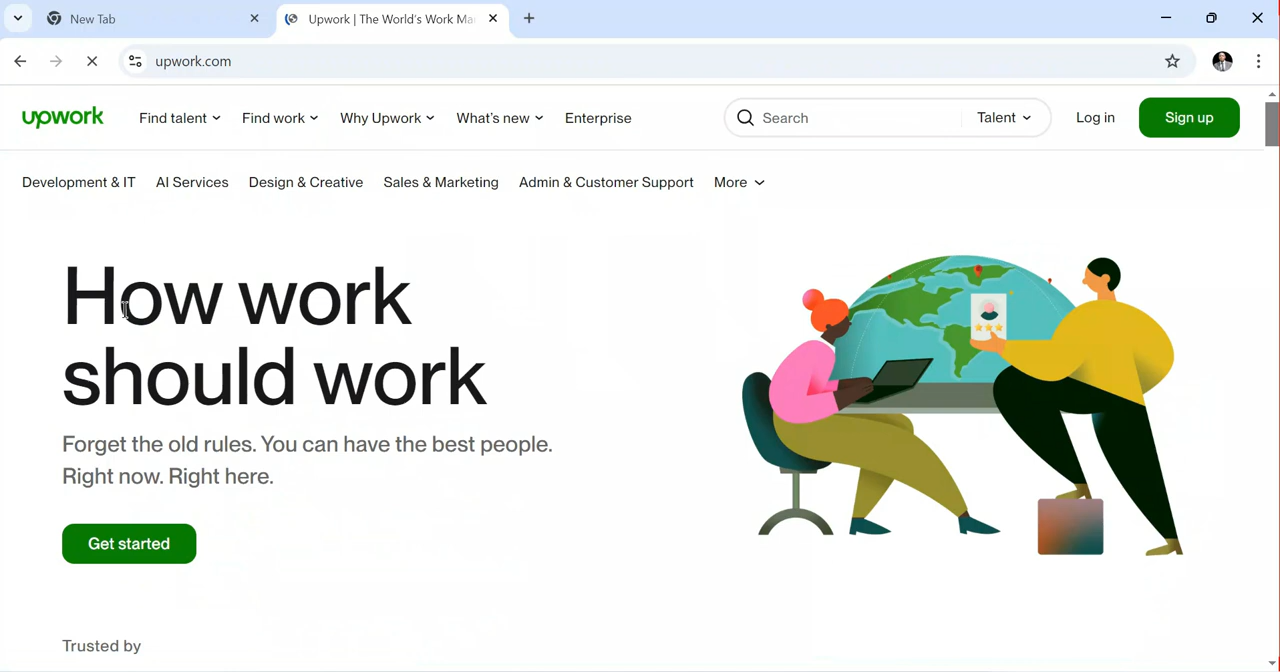 New Tab
Upwork | The World's Work Ma
upwork.com
upwork
Find talent
Find work
Why Upwork
What's new
Enterprise
Search
Talent
Log in
Sign up
Development & IT
AI Services
Design & Creative
Sales & Marketing
Admin & Customer Support
More
How work
should work
Forget the old rules. You can have the best people.
Right now. Right here.
Get started
Trusted by